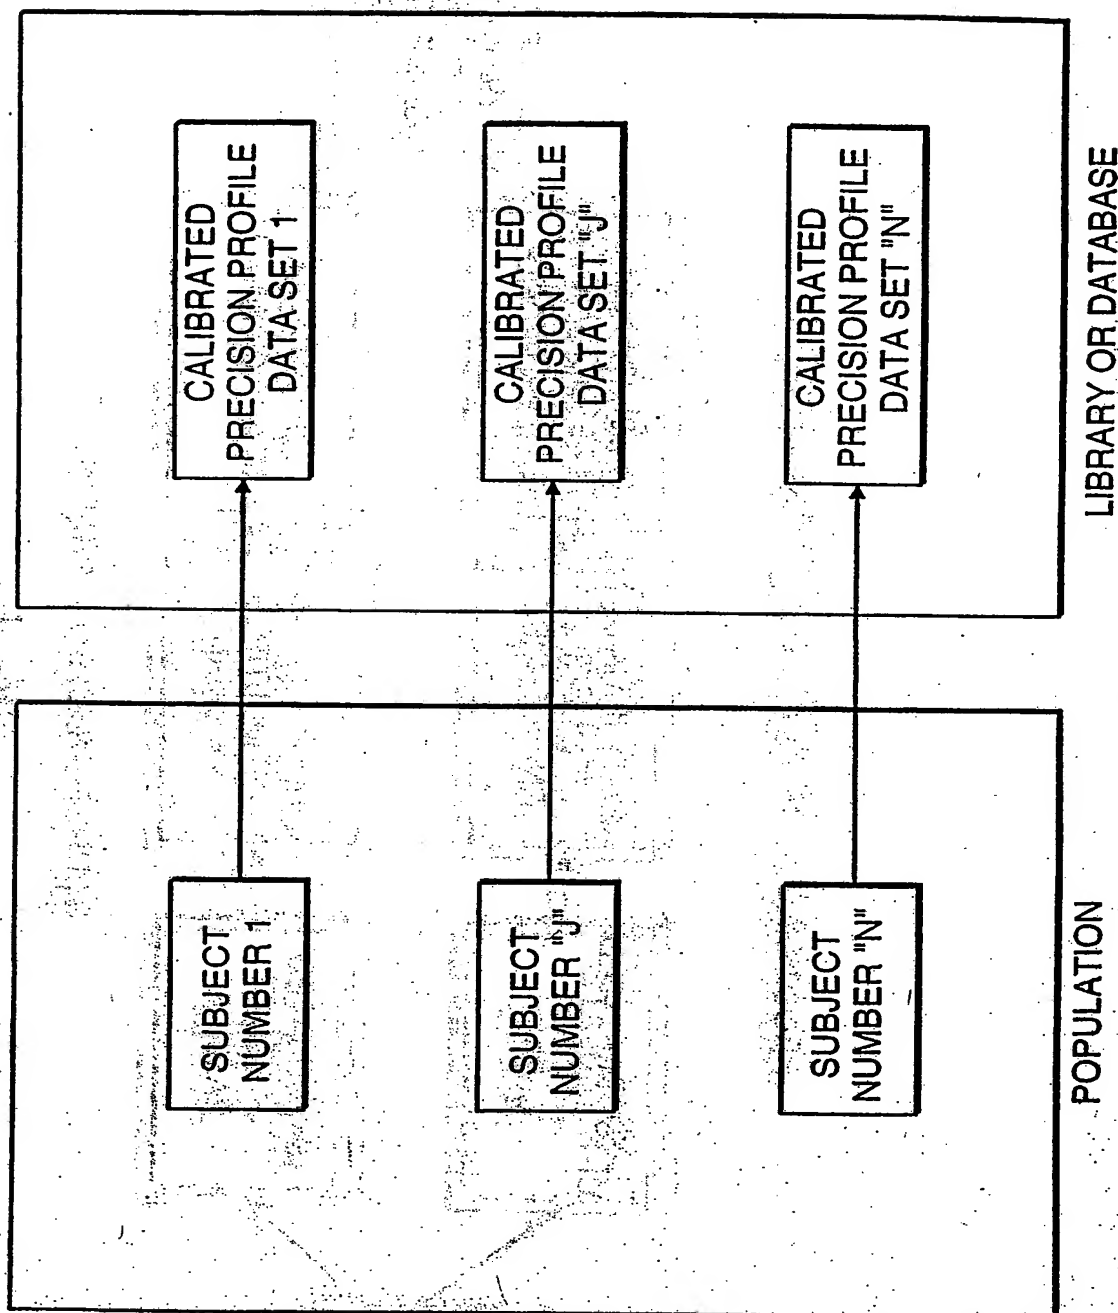 SUBJECT
NUMBER 1
CALIBRATED
PRECISION PROFILE
DATA SET 1
SUBJECT
NUMBER "J"
CALIBRATED
PRECISION PROFILE
DATA SET "J"
SUBJECT
NUMBER "N"
CALIBRATED
PRECISION PROFILE
DATA SET "N"
POPULATION
LIBRARY OR DATABASE